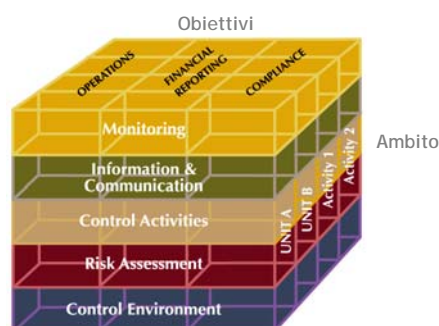 Obiettivi
OPERATIONS
FINANCIAL
REPORTING
COMPLIANCE
Monitoring
Information &
Communication
Control Activities
Risk Assessment
Control Environment
UNIT A
UNIT B
Activity 1
Activity 2
Ambito